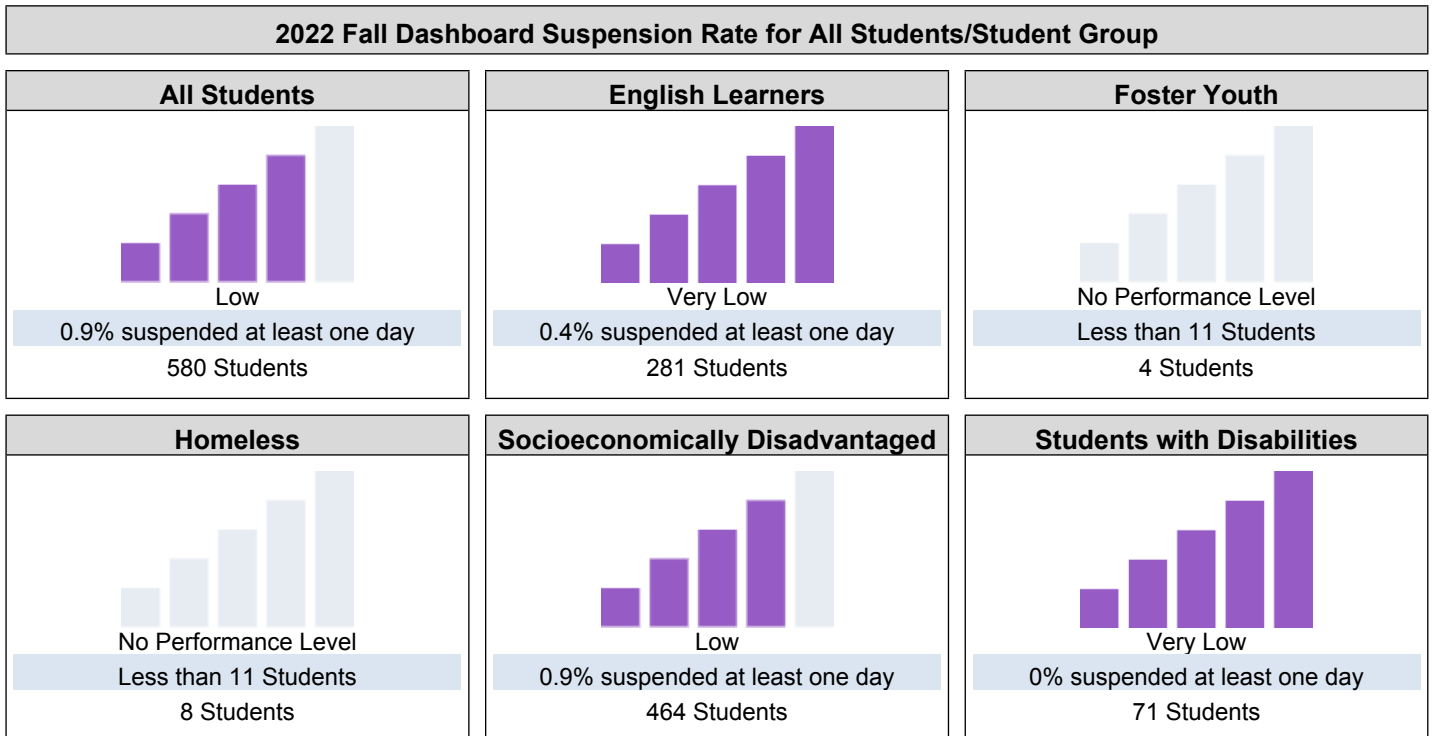 2022 Fall Dashboard Suspension Rate for All Students/Student Group
All Students
Low
0.9% suspended at least one day
580 Students
English Learners
Very Low
0.4% suspended at least one day
281 Students
Foster Youth
No Performance Level
Less than 11 Students
4 Students
Homeless
No Performance Level
Less than 11 Students
8 Students
Socioeconomically Disadvantaged
Low
0.9% suspended at least one day
464 Students
Students with Disabilities
Very Low
0% suspended at least one day
71 Students